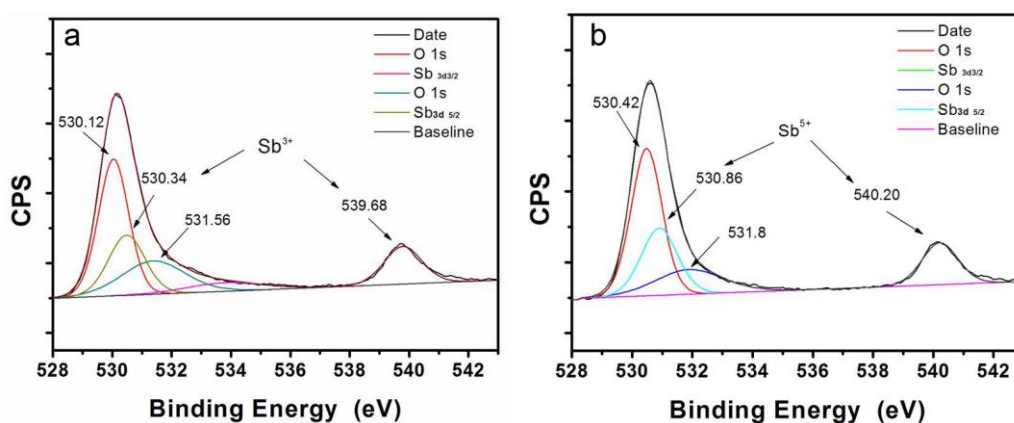 a
Date
O 1s
Sb 3d3/2
O 1s
Sb3d 5/2
Baseline
530.12
Sb3+
530.34
531.56
539.68
CPS
528 530 532 534 536 538 540 542
Binding Energy (eV)
b
Date
O 1s
Sb 3d3/2
O 1s
Sb3d 5/2
Baseline
530.42
Sb5+
530.86
540.20
531.8
CPS
528 530 532 534 536 538 540 542
Binding Energy (eV)